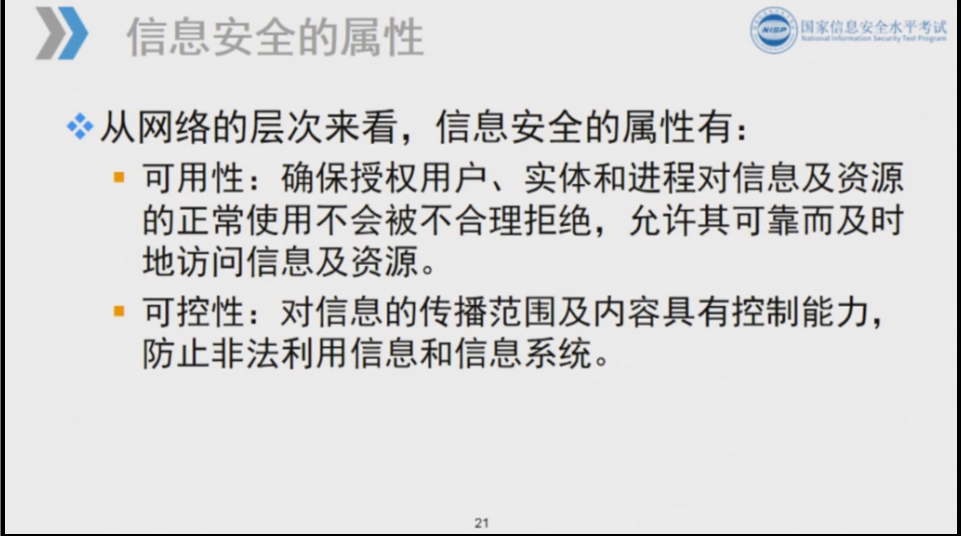 信息安全的属性
NISP
国家信息安全水平考试
National Information Security Test Program
从网络的层次来看，信息安全的属性有：
可用性：确保授权用户、实体和进程对信息及资源
的正常使用不会被不合理拒绝，允许其可靠而及时
地访问信息及资源。
可控性：对信息的传播范围及内容具有控制能力，
防止非法利用信息和信息系统。
21